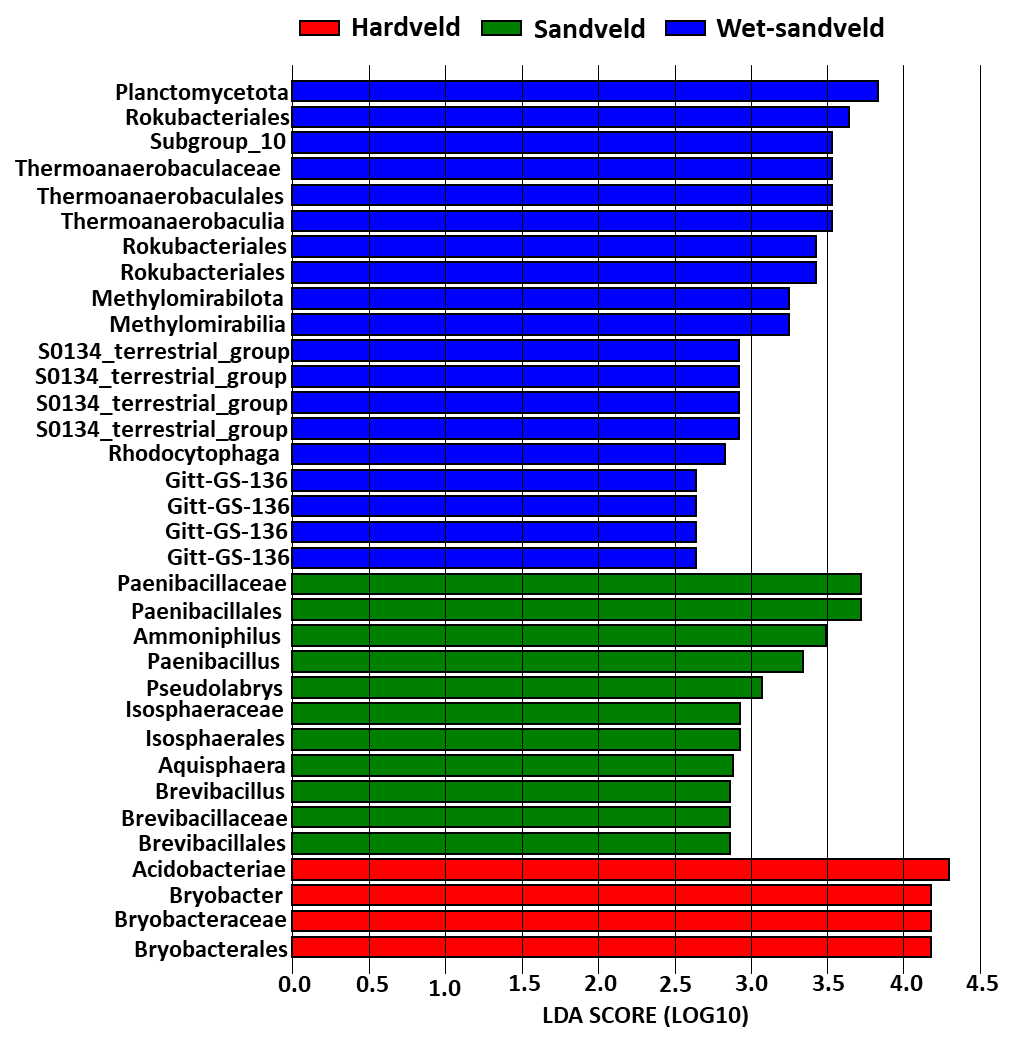 Hardveld Sandveld Wet-sandveld
Planctomycetota
Rokubacteriales
Subgroup_10
Thermoanaerobaculaceae
Thermoanaerobaculales
Thermoanaerobaculia
Rokubacteriales
Rokubacteriales
Methylomirabilota
Methylomirabilia
S0134_terrestrial_group
S0134_terrestrial_group
S0134_terrestrial_group
S0134_terrestrial_group
Rhodocytophaga
Gitt-GS-136
Gitt-GS-136
Gitt-GS-136
Gitt-GS-136
Paenibacillaceae
Paenibacillales
Ammoniphilus
Paenibacillus
Pseudolabrys
Isosphaeraceae
Isosphaerales
Aquisphaera
Brevibacillus
Brevibacillaceae
Brevibacillales
Acidobacteriae
Bryobacter
Bryobacteraceae
Bryobacterales
0.0 0.5 1.0 1.5 2.0 2.5 3.0 3.5 4.0 4.5
LDA SCORE (LOG10)